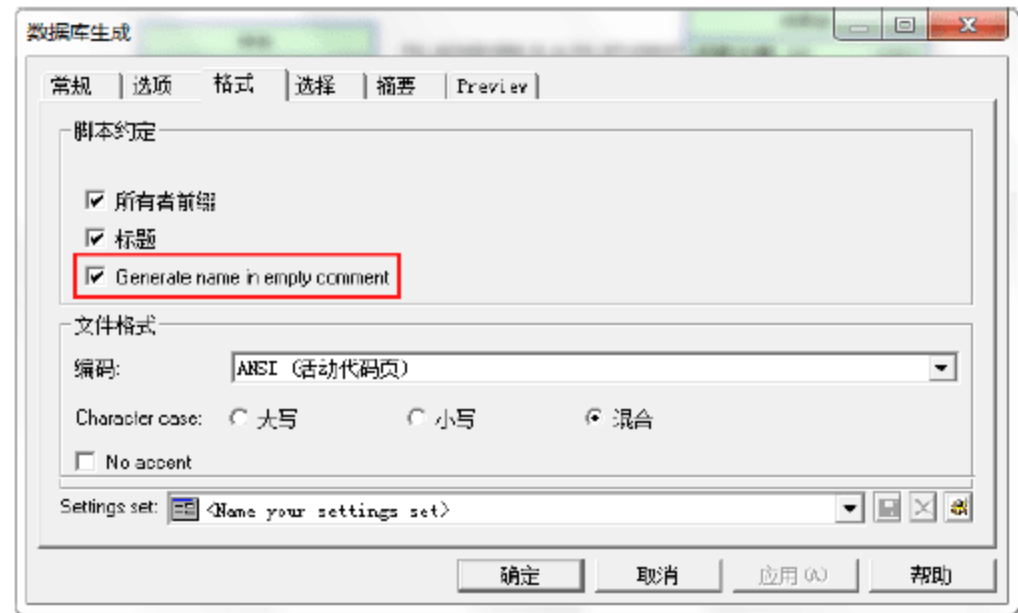 数据库生成
常规 选项 格式 选择 摘要 Preview
脚本约定
所有者前缀
标题
Generate name in empty comment
文件格式
编码: ANSI (活动代码页)
Character case: 大写 小写 混合
No accent
Settings set: <Name your settings set>
确定 取消 应用(A) 帮助